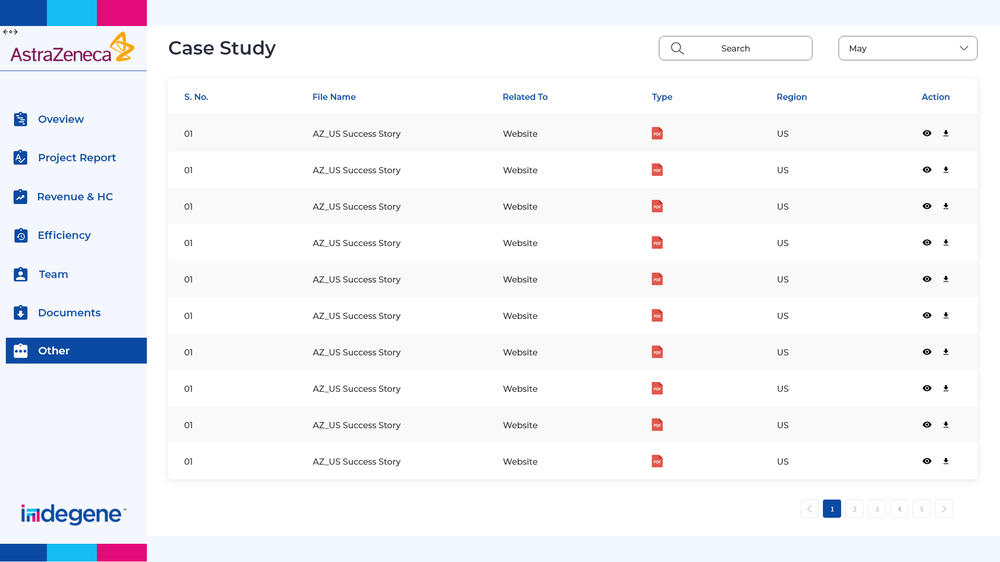 AstraZeneca
Oveview
Project Report
Revenue & HC
Efficiency
Team
Documents
Other
indegene™
Case Study
Search
May
S. No. File Name Related To Type Region Action
01 AZ_US Success Story Website PDF US
01 AZ_US Success Story Website PDF US
01 AZ_US Success Story Website PDF US
01 AZ_US Success Story Website PDF US
01 AZ_US Success Story Website PDF US
01 AZ_US Success Story Website PDF US
01 AZ_US Success Story Website PDF US
01 AZ_US Success Story Website PDF US
01 AZ_US Success Story Website PDF US
01 AZ_US Success Story Website PDF US
1 2 3 4 5